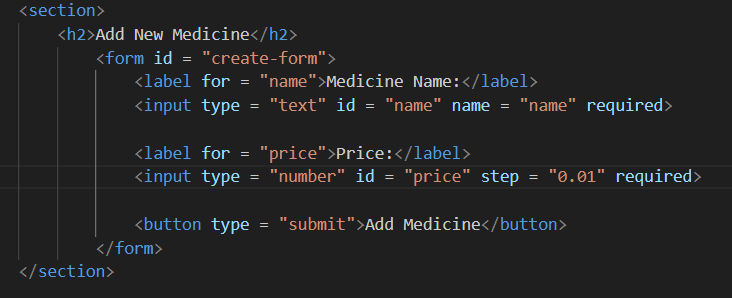 <section>
<h2>Add New Medicine</h2>
<form id = "create-form">
<label for = "name">Medicine Name:</label>
<input type = "text" id = "name" name = "name" required>
<label for = "price">Price:</label>
<input type = "number" id = "price" step = "0.01" required>
<button type = "submit">Add Medicine</button>
</form>
</section>